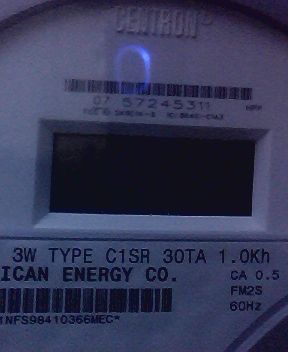 CENTRON®
07 57245311
3W TYPE C1SR 30TA 1.0Kh
ICAN ENERGY CO.
CA 0.5
FM2S
60Hz
1NFS98410366MEC*